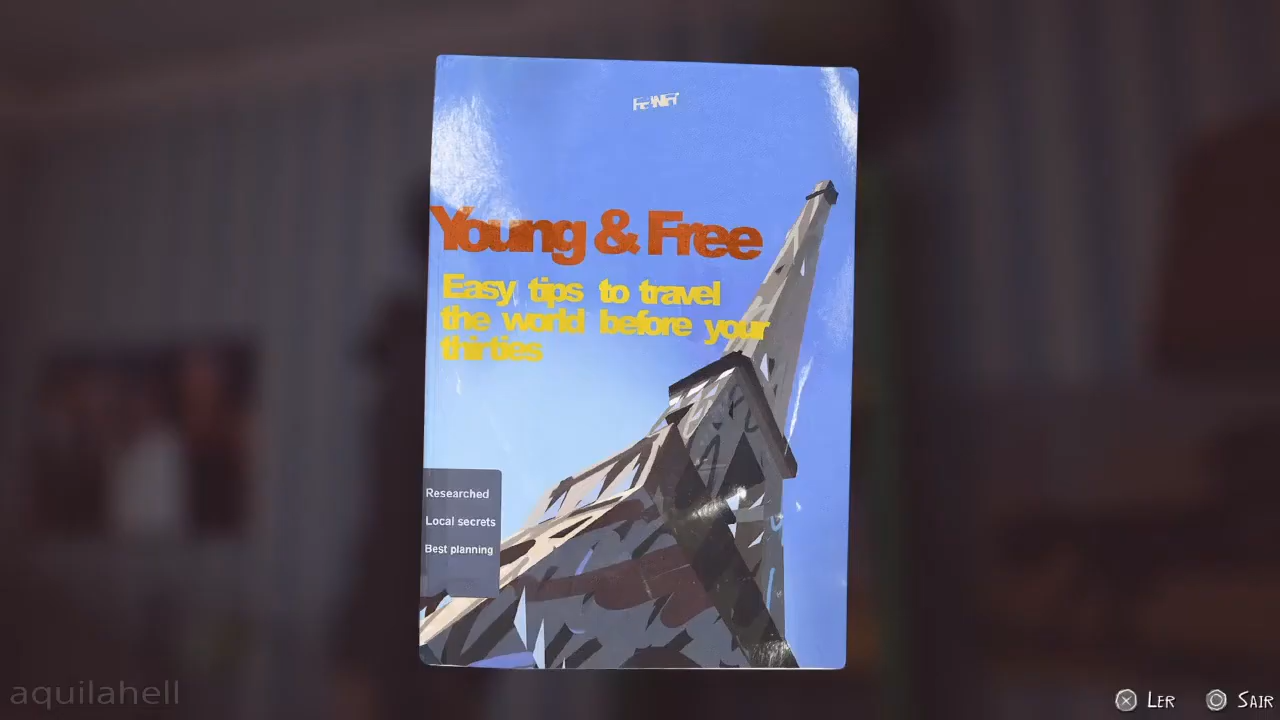 Young & Free
Easy tips to travel
the world before your
thirties
Researched
Local secrets
Best planning
aquilahell
LER
SAIR